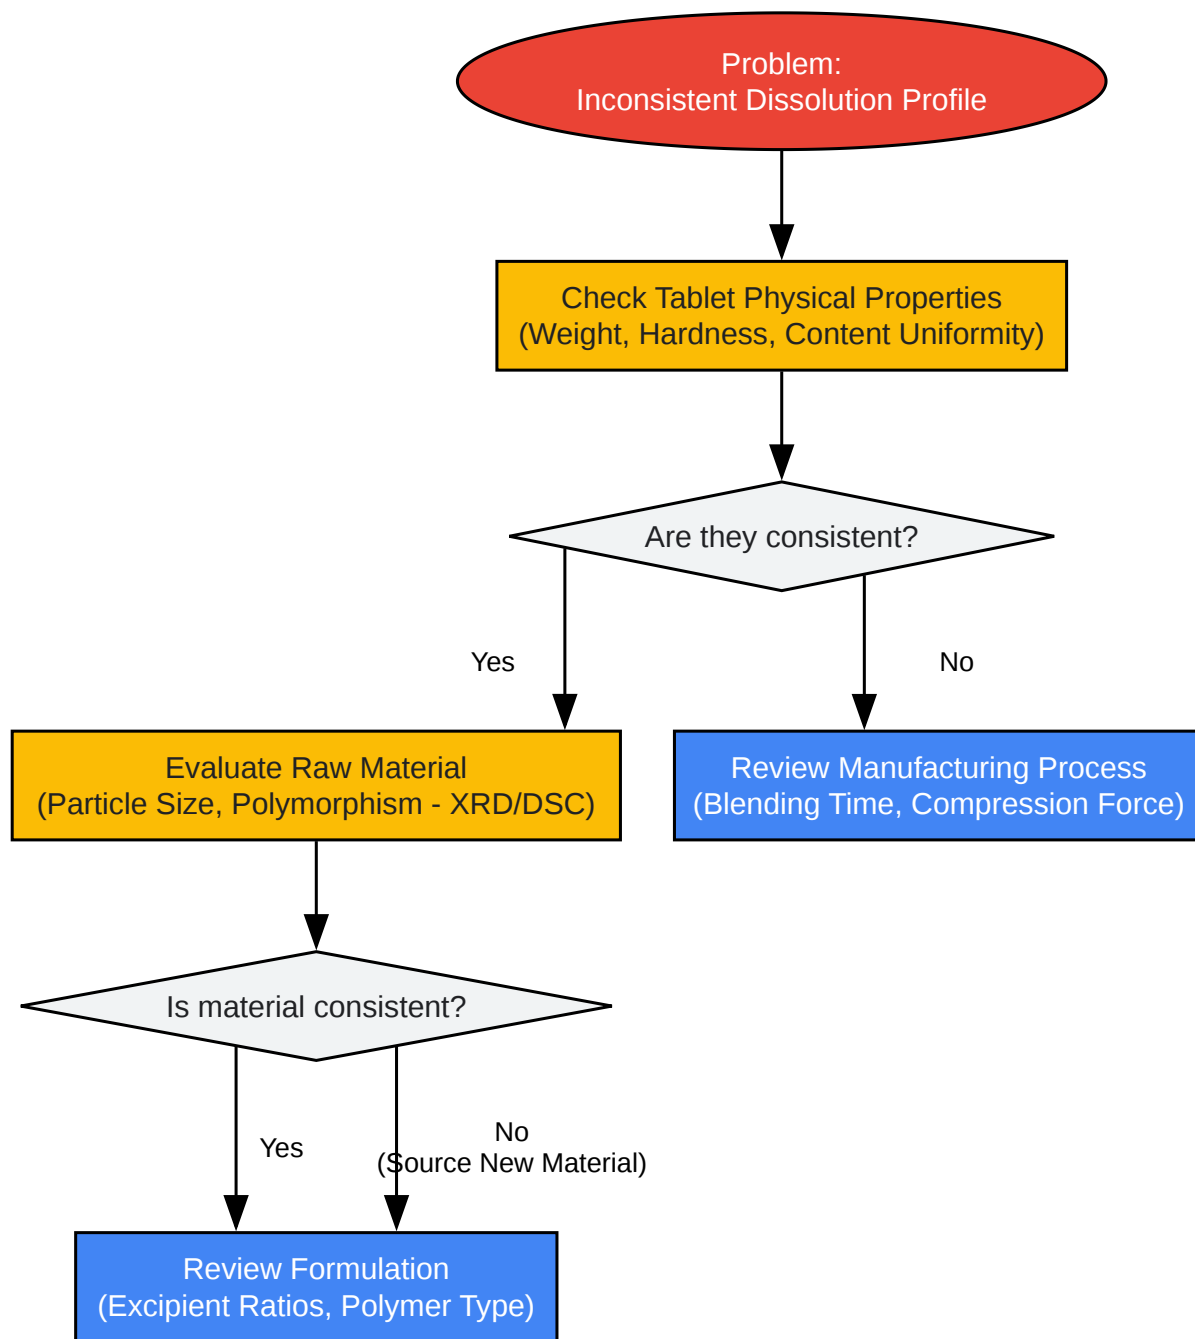 Problem:
Inconsistent Dissolution Profile
Check Tablet Physical Properties
(Weight, Hardness, Content Uniformity)
Are they consistent?
Yes
No
Evaluate Raw Material
(Particle Size, Polymorphism - XRD/DSC)
Review Manufacturing Process
(Blending Time, Compression Force)
Is material consistent?
Yes
No
(Source New Material)
Review Formulation
(Excipient Ratios, Polymer Type)